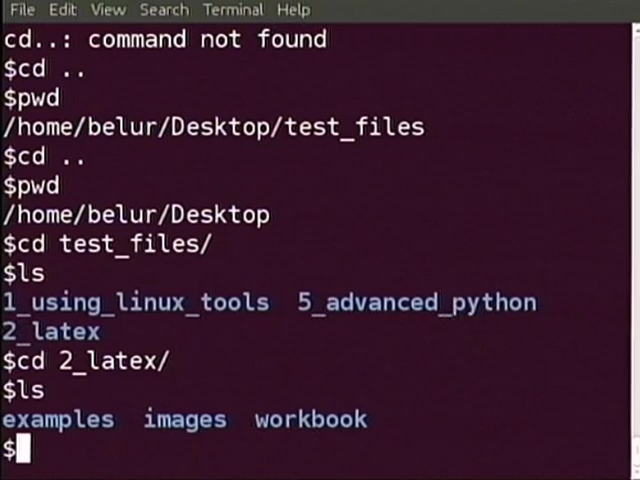 File Edit View Search Terminal Help
cd..: command not found
$cd ..
$pwd
/home/belur/Desktop/test_files
$cd ..
$pwd
/home/belur/Desktop
$cd test_files/
$ls
1_using_linux_tools  5_advanced_python
2_latex
$cd 2_latex/
$ls
examples  images  workbook
$